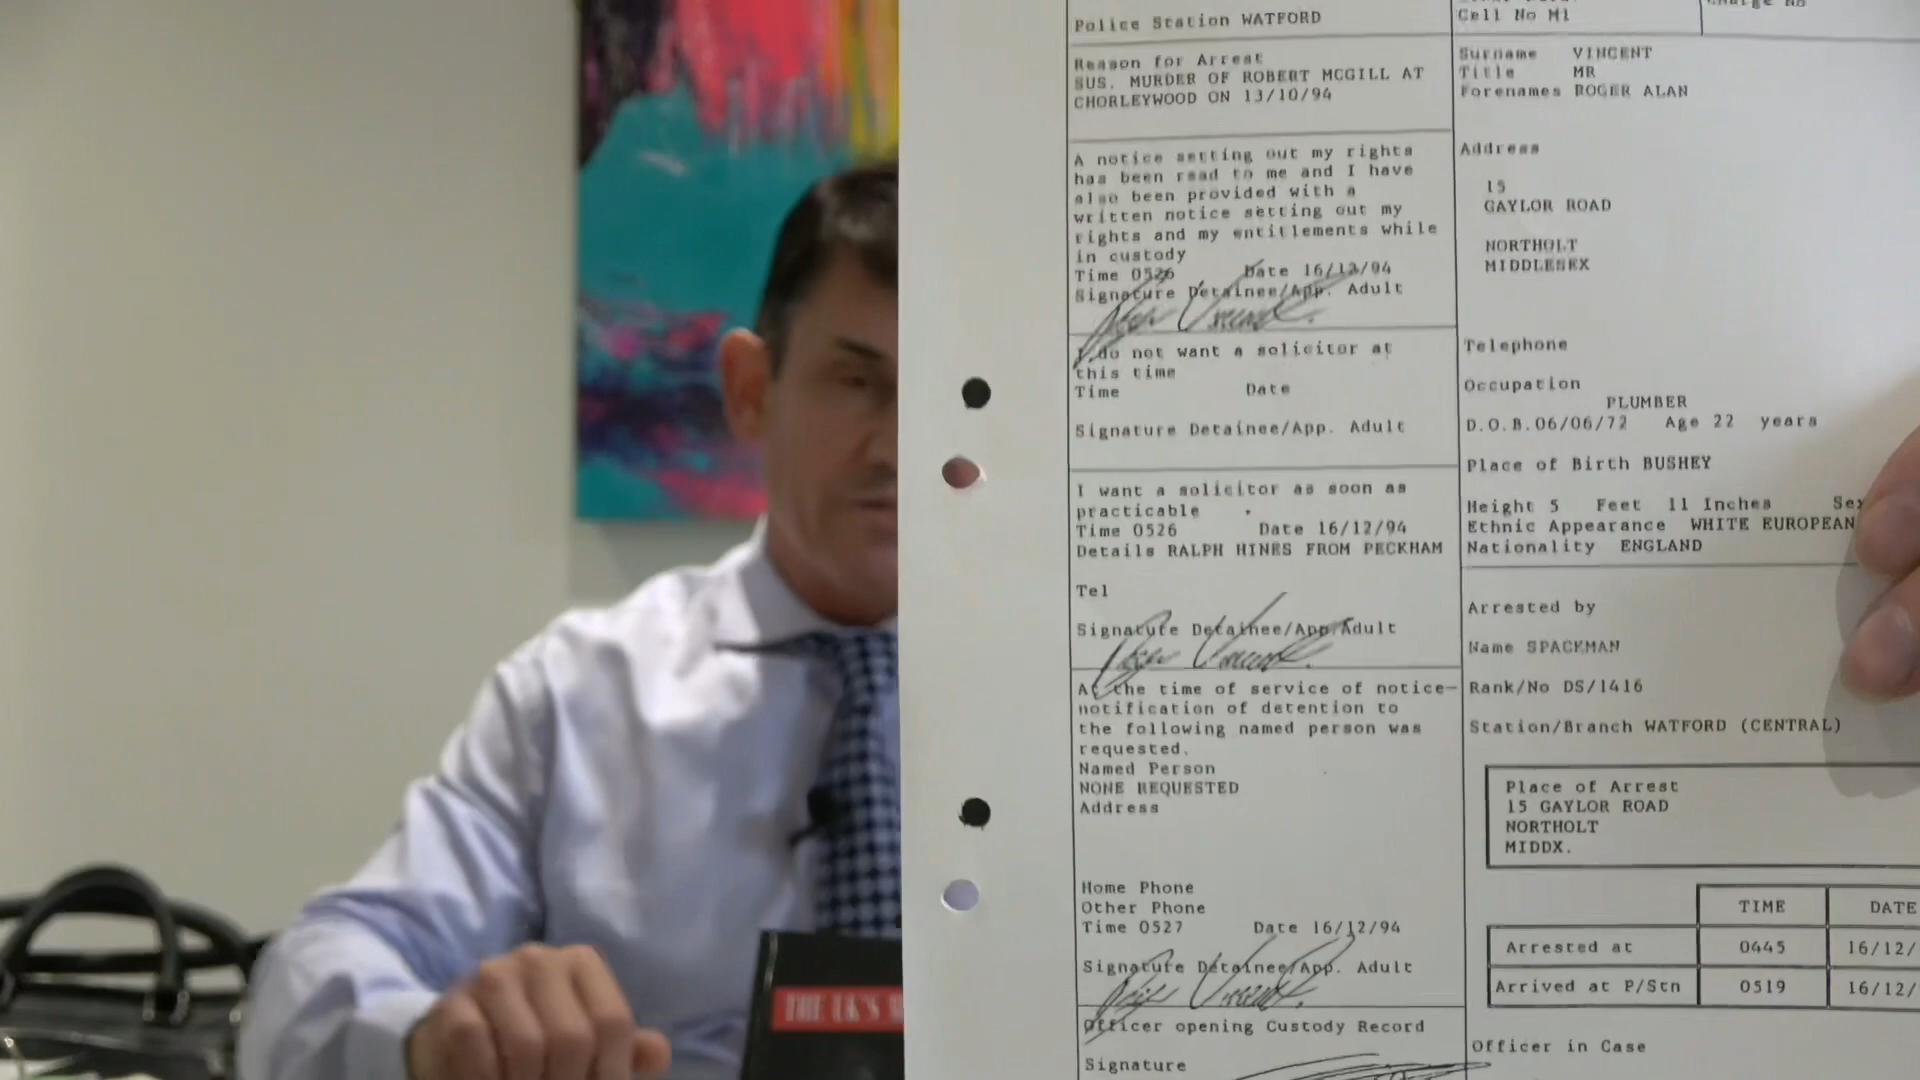 Police Station WATFORD
Reason for Arrest
SUS. MURDER OF ROBERT MCGILL AT
CHORLEYWOOD ON 13/10/94
A notice setting out my rights
has been read to me and I have
also been provided with a
written notice setting out my
rights and my entitlements while
in custody
Time 0526 Date 16/12/94
Signature Detainee/App. Adult
I do not want a solicitor at
this time
Time Date
Signature Detainee/App. Adult
I want a solicitor as soon as
practicable
Time 0526 Date 16/12/94
Details RALPH HINES FROM PECKHAM
Tel
Signature Detainee/App Adult
At the time of service of notice-
notification of detention to
the following named person was
requested.
Named Person
NONE REQUESTED
Address
Home Phone
Other Phone
Time 0527 Date 16/12/94
Signature Detainee/App. Adult
Officer opening Custody Record
Signature
Cell No M1
Charge No
Surname VINCENT
Title MR
Forenames ROGER ALAN
Address
15
GAYLOR ROAD
NORTHOLT
MIDDLESEX
Telephone
Occupation
PLUMBER
D.O.B.06/06/72 Age 22 years
Place of Birth BUSHEY
Height 5 Feet 11 Inches Sex
Ethnic Appearance WHITE EUROPEAN
Nationality ENGLAND
Arrested by
Name SPACKMAN
Rank/No DS/1416
Station/Branch WATFORD (CENTRAL)
Place of Arrest
15 GAYLOR ROAD
NORTHOLT
MIDDX.
TIME DATE
Arrested at 0445 16/12/
Arrived at P/Stn 0519 16/12/
Officer in Case
THE UK'S